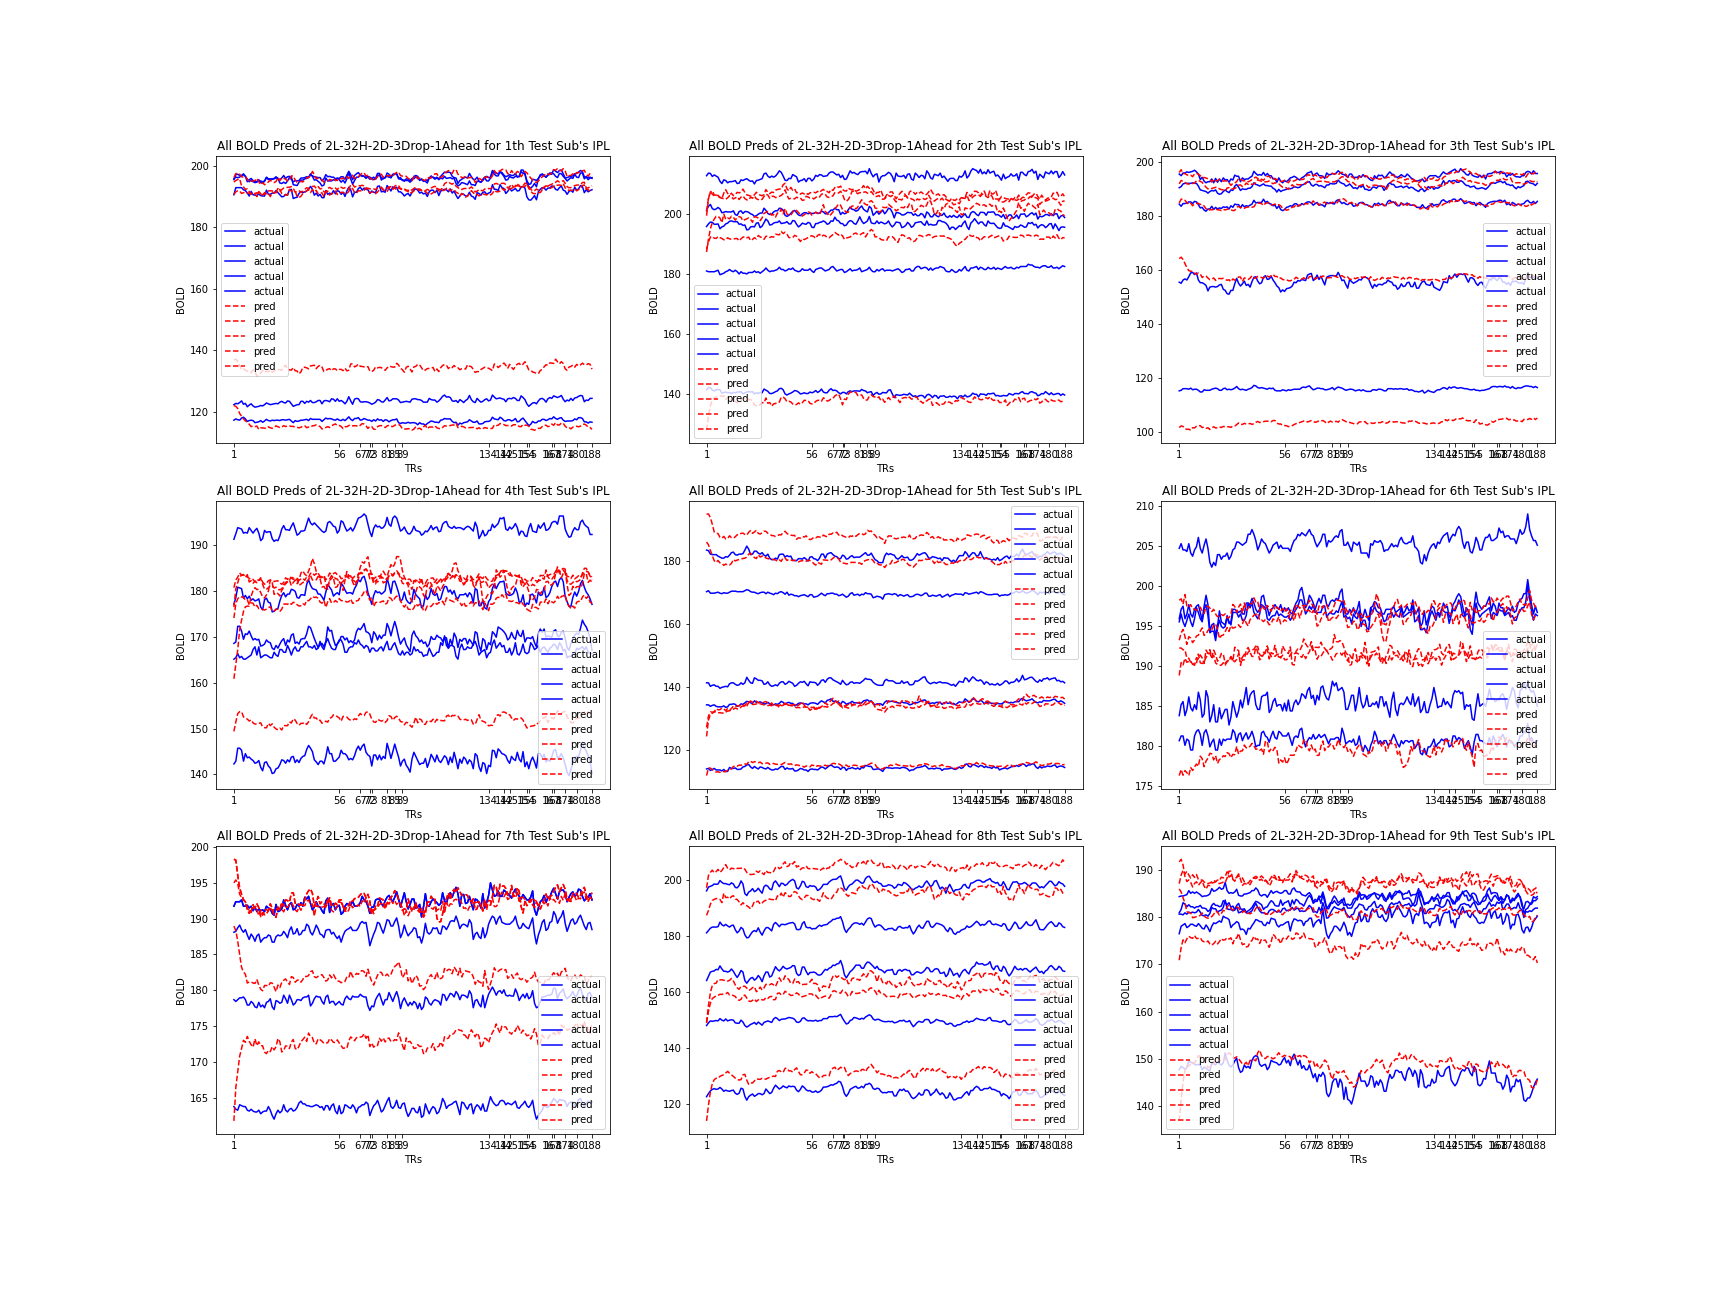 All BOLD Preds of 2L-32H-2D-3Drop-1Ahead for 1th Test Sub's IPL
200
180
160
140
120
BOLD
actual
actual
actual
actual
actual
pred
pred
pred
pred
pred
1 56 134 188
TRs
All BOLD Preds of 2L-32H-2D-3Drop-1Ahead for 2th Test Sub's IPL
200
180
160
140
BOLD
actual
actual
actual
actual
actual
pred
pred
pred
pred
pred
1 56 134 188
TRs
All BOLD Preds of 2L-32H-2D-3Drop-1Ahead for 3th Test Sub's IPL
200
180
160
140
120
100
BOLD
actual
actual
actual
actual
actual
pred
pred
pred
pred
pred
1 56 134 188
TRs
All BOLD Preds of 2L-32H-2D-3Drop-1Ahead for 4th Test Sub's IPL
190
180
170
160
150
140
BOLD
actual
actual
actual
actual
actual
pred
pred
pred
pred
pred
1 56 134 188
TRs
All BOLD Preds of 2L-32H-2D-3Drop-1Ahead for 5th Test Sub's IPL
180
160
140
120
BOLD
actual
actual
actual
actual
actual
pred
pred
pred
pred
pred
1 56 134 188
TRs
All BOLD Preds of 2L-32H-2D-3Drop-1Ahead for 6th Test Sub's IPL
210
205
200
195
190
185
180
175
BOLD
actual
actual
actual
actual
actual
pred
pred
pred
pred
pred
1 56 134 188
TRs
All BOLD Preds of 2L-32H-2D-3Drop-1Ahead for 7th Test Sub's IPL
200
195
190
185
180
175
170
165
BOLD
actual
actual
actual
actual
actual
pred
pred
pred
pred
pred
1 56 134 188
TRs
All BOLD Preds of 2L-32H-2D-3Drop-1Ahead for 8th Test Sub's IPL
200
180
160
140
120
BOLD
actual
actual
actual
actual
actual
pred
pred
pred
pred
pred
1 56 134 188
TRs
All BOLD Preds of 2L-32H-2D-3Drop-1Ahead for 9th Test Sub's IPL
190
180
170
160
150
140
BOLD
actual
actual
actual
actual
actual
pred
pred
pred
pred
pred
1 56 134 188
TRs